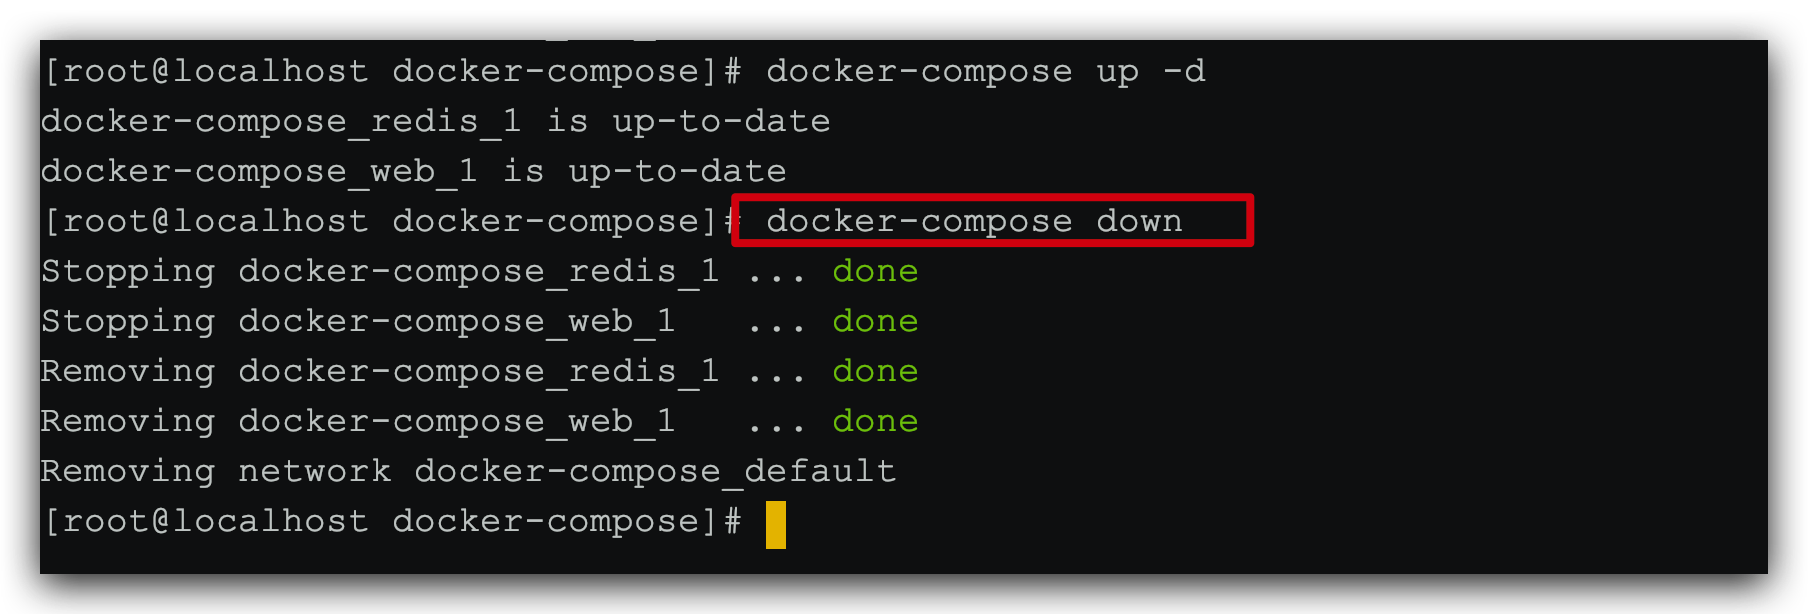 [root@localhost docker-compose]# docker-compose up -d
docker-compose_redis_1 is up-to-date
docker-compose_web_1 is up-to-date
[root@localhost docker-compose]# docker-compose down
Stopping docker-compose_redis_1 ... done
Stopping docker-compose_web_1   ... done
Removing docker-compose_redis_1 ... done
Removing docker-compose_web_1   ... done
Removing network docker-compose_default
[root@localhost docker-compose]#